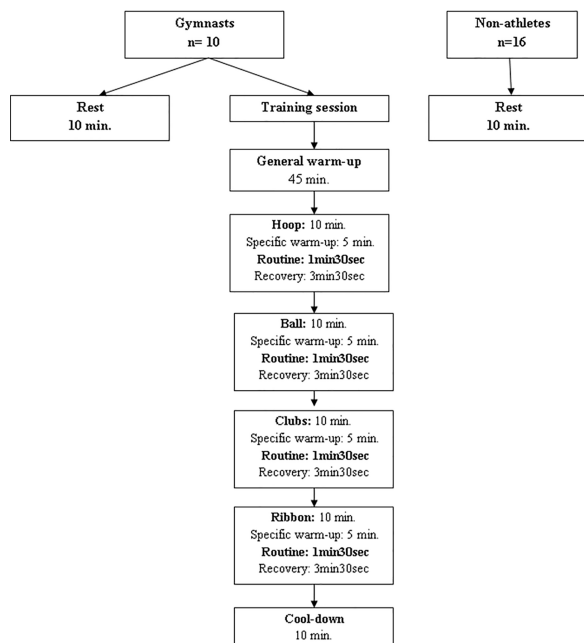 Gymnasts
n= 10
Non-athletes
n=16
Rest
10 min.
Training session
Rest
10 min.
General warm-up
45 min.
Hoop: 10 min.
Specific warm-up: 5 min.
Routine: 1min30sec
Recovery: 3min30sec
Ball: 10 min.
Specific warm-up: 5 min.
Routine: 1min30sec
Recovery: 3min30sec
Clubs: 10 min.
Specific warm-up: 5 min.
Routine: 1min30sec
Recovery: 3min30sec
Ribbon: 10 min.
Specific warm-up: 5 min.
Routine: 1min30sec
Recovery: 3min30sec
Cool-down
10 min.